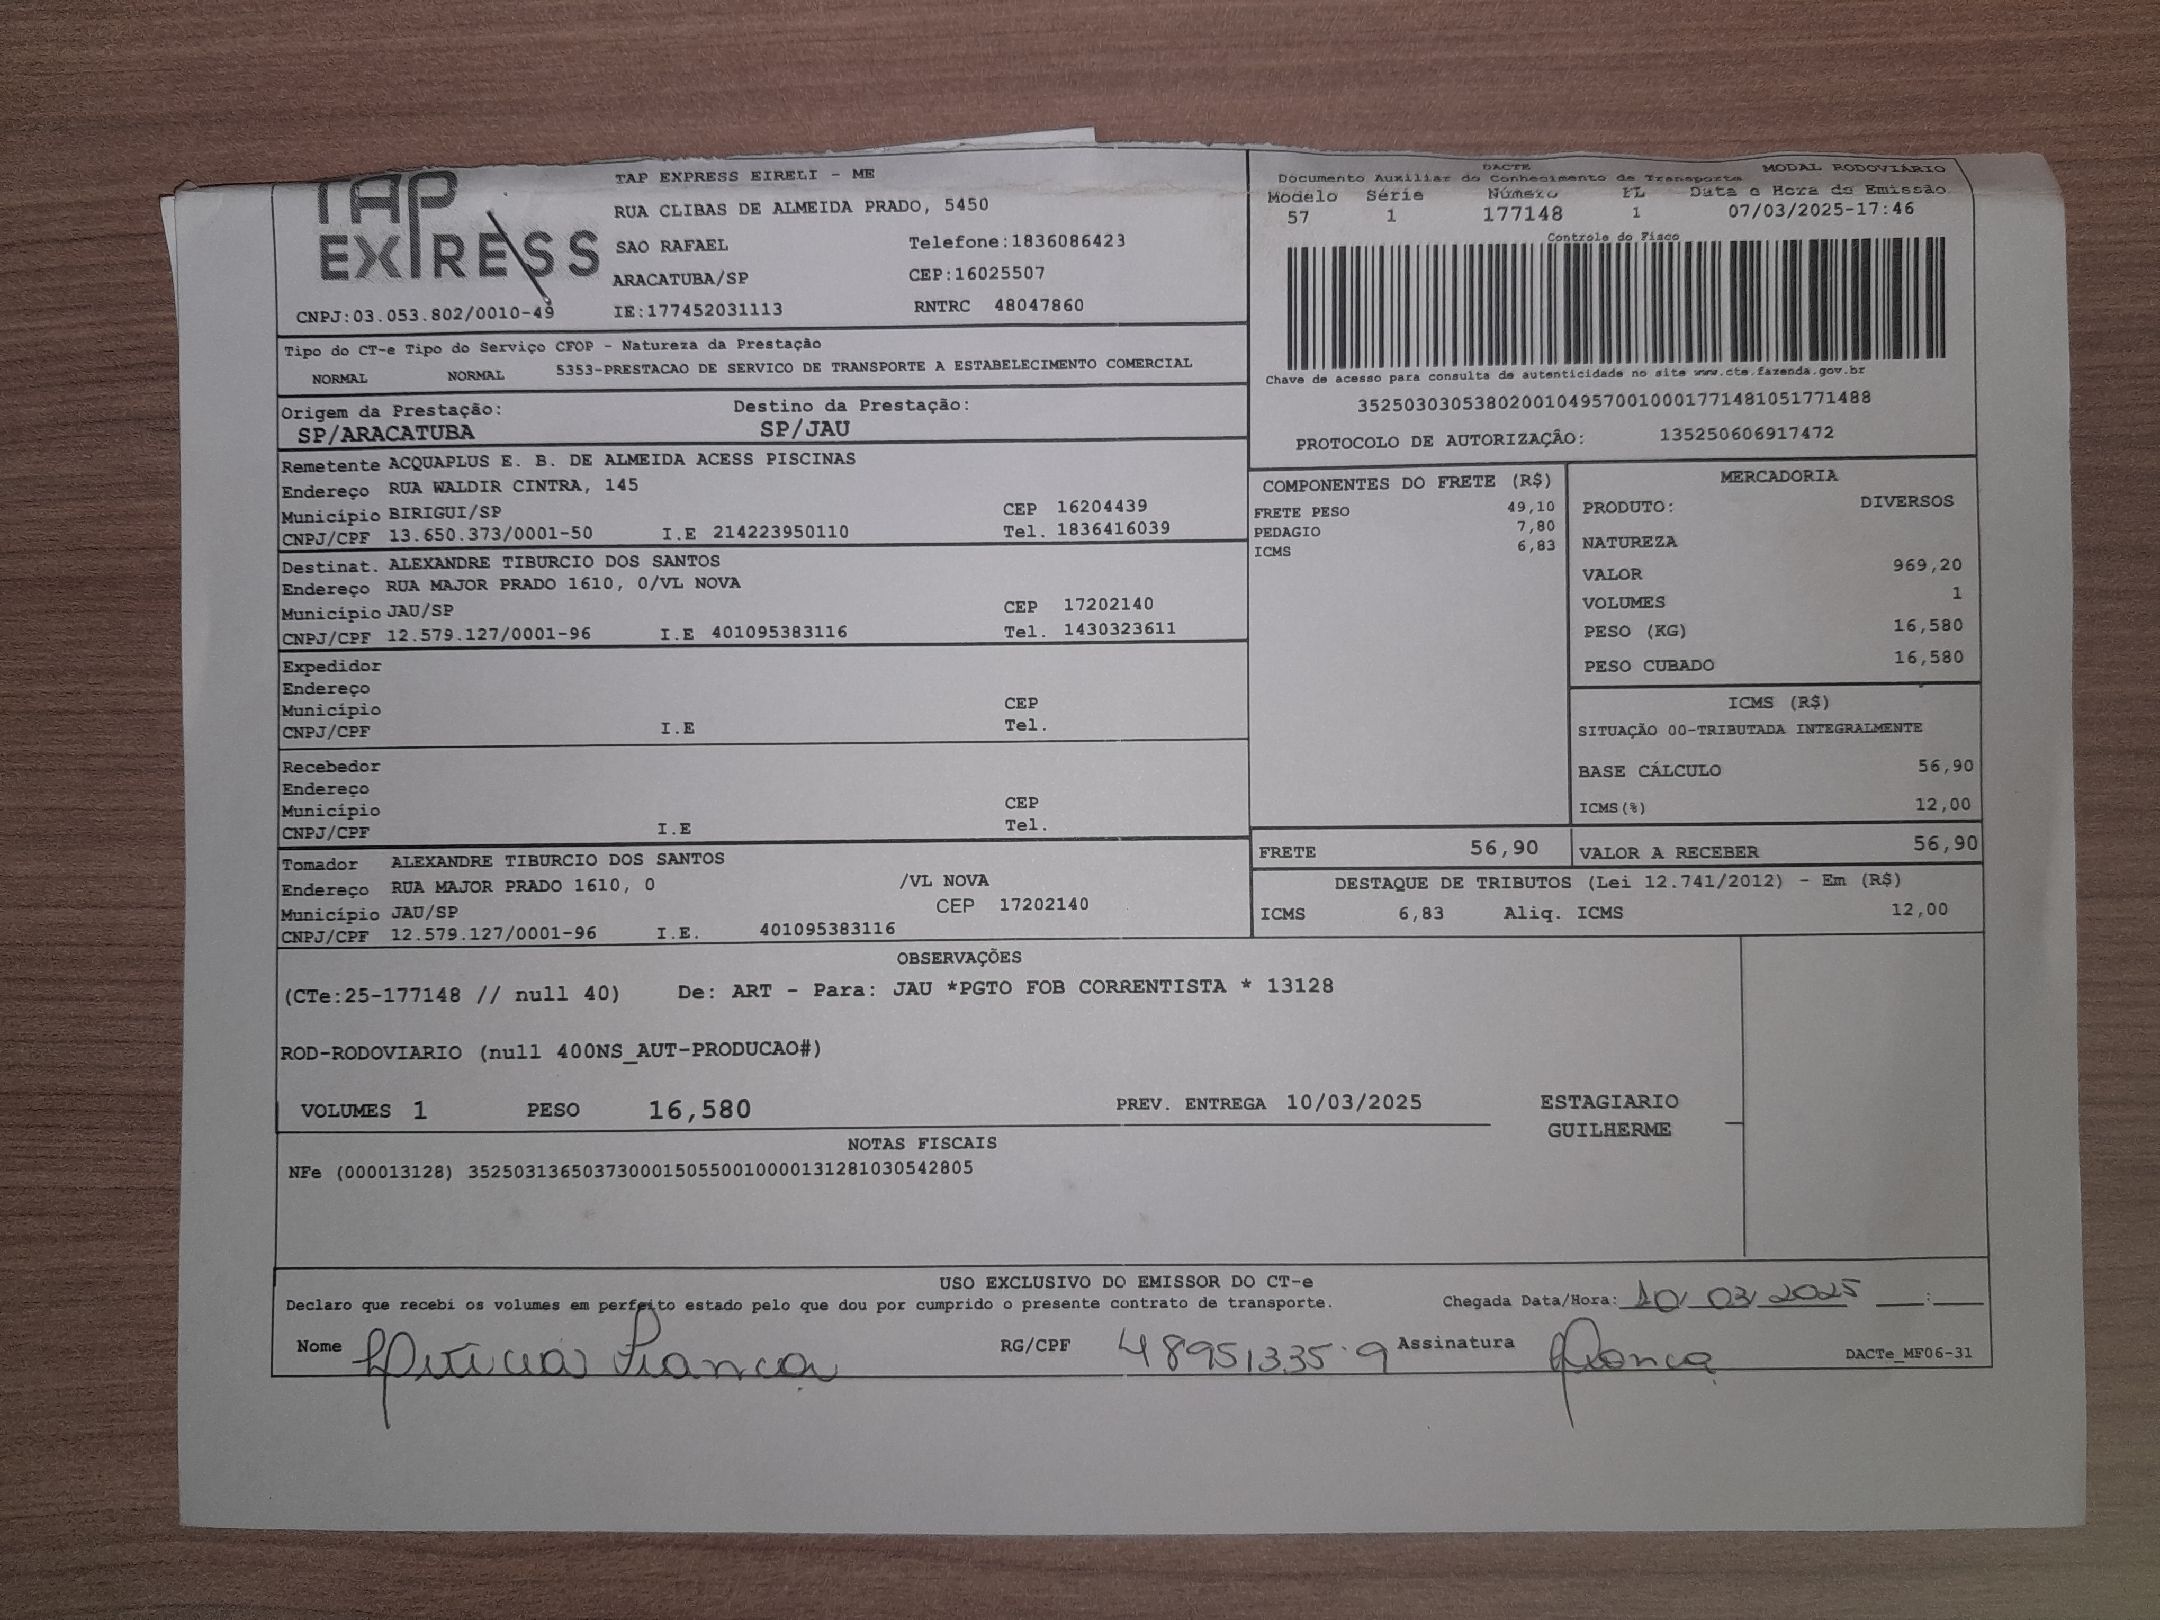 TAP
EXPRESS
TAP EXPRESS EIRELI - ME
RUA CLIBAS DE ALMEIDA PRADO, 5450
SAO RAFAEL Telefone:1836086423
ARACATUBA/SP CEP:16025507
CNPJ:03.053.802/0010-49 IE:177452031113 RNTRC 48047860
DACTE MODAL RODOVIÁRIO
Documento Auxiliar do Conhecimento de Transporte
Modelo Série Número FL Data e Hora de Emissão
57 1 177148 1 07/03/2025-17:46
Controle do Fisco
Chave de acesso para consulta de autenticidade no site www.cte.fazenda.gov.br
35250303053802001049570010001771481051771488
PROTOCOLO DE AUTORIZAÇÃO: 135250606917472
Tipo do CT-e Tipo do Serviço CFOP - Natureza da Prestação
NORMAL NORMAL 5353-PRESTACAO DE SERVICO DE TRANSPORTE A ESTABELECIMENTO COMERCIAL
Origem da Prestação: Destino da Prestação:
SP/ARACATUBA SP/JAU
Remetente ACQUAPLUS E. B. DE ALMEIDA ACESS PISCINAS
Endereço RUA WALDIR CINTRA, 145
Município BIRIGUI/SP CEP 16204439
CNPJ/CPF 13.650.373/0001-50 I.E 214223950110 Tel. 1836416039
Destinat. ALEXANDRE TIBURCIO DOS SANTOS
Endereço RUA MAJOR PRADO 1610, 0/VL NOVA
Município JAU/SP CEP 17202140
CNPJ/CPF 12.579.127/0001-96 I.E 401095383116 Tel. 1430323611
Expedidor
Endereço
Município CEP
CNPJ/CPF I.E Tel.
Recebedor
Endereço
Município CEP
CNPJ/CPF I.E Tel.
Tomador ALEXANDRE TIBURCIO DOS SANTOS
Endereço RUA MAJOR PRADO 1610, 0 /VL NOVA
Município JAU/SP CEP 17202140
CNPJ/CPF 12.579.127/0001-96 I.E. 401095383116
COMPONENTES DO FRETE (R$)
FRETE PESO 49,10
PEDAGIO 7,80
ICMS 6,83
MERCADORIA
PRODUTO: DIVERSOS
NATUREZA
VALOR 969,20
VOLUMES 1
PESO (KG) 16,580
PESO CUBADO 16,580
ICMS (R$)
SITUAÇÃO 00-TRIBUTADA INTEGRALMENTE
BASE CÁLCULO 56,90
ICMS(%) 12,00
FRETE 56,90 VALOR A RECEBER 56,90
DESTAQUE DE TRIBUTOS (Lei 12.741/2012) - Em (R$)
ICMS 6,83 Aliq. ICMS 12,00
OBSERVAÇÕES
(CTe:25-177148 // null 40) De: ART - Para: JAU *PGTO FOB CORRENTISTA * 13128
ROD-RODOVIARIO (null 400NS_AUT-PRODUCAO#)
VOLUMES 1 PESO 16,580 PREV. ENTREGA 10/03/2025 ESTAGIARIO
GUILHERME
NOTAS FISCAIS
NFe (000013128) 35250313650373000150550010000131281030542805
USO EXCLUSIVO DO EMISSOR DO CT-e
Declaro que recebi os volumes em perfeito estado pelo que dou por cumprido o presente contrato de transporte. Chegada Data/Hora: 10/03/2025 ___:___
Nome RG/CPF 48951335-9 Assinatura DACTe_MF06-31